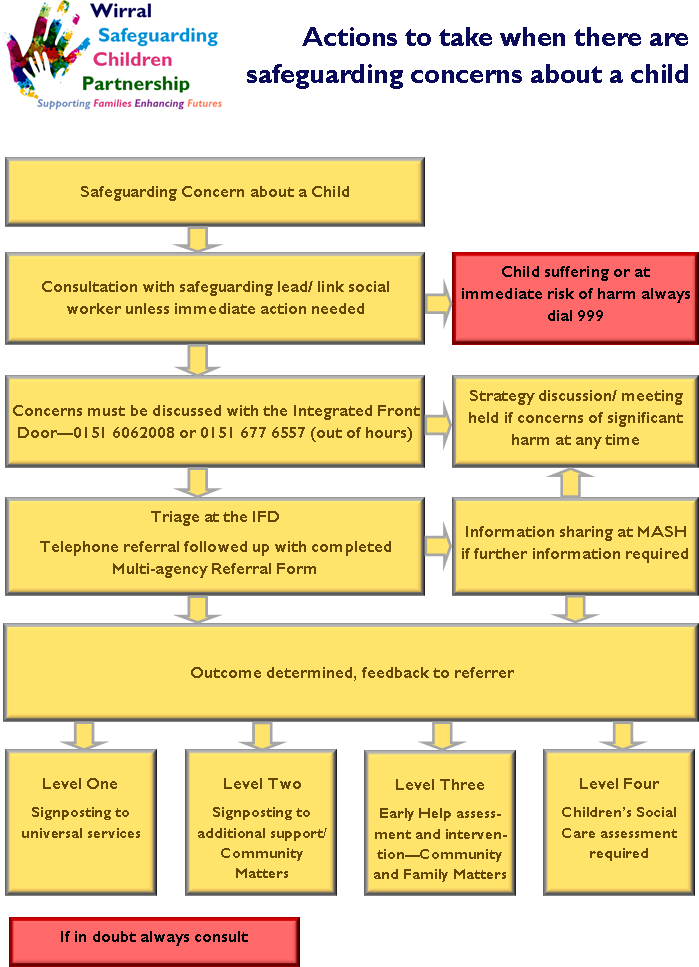 Wirral
Safeguarding
Children
Partnership
Supporting Families Enhancing Futures
Actions to take when there are
safeguarding concerns about a child
Safeguarding Concern about a Child
Consultation with safeguarding lead/ link social
worker unless immediate action needed
Child suffering or at
immediate risk of harm always
dial 999
Concerns must be discussed with the Integrated Front
Door—0151 6062008 or 0151 677 6557 (out of hours)
Strategy discussion/ meeting
held if concerns of significant
harm at any time
Triage at the IFD
Telephone referral followed up with completed
Multi-agency Referral Form
Information sharing at MASH
if further information required
Outcome determined, feedback to referrer
Level One
Signposting to
universal services
Level Two
Signposting to
additional support/
Community
Matters
Level Three
Early Help assess-
ment and interven-
tion—Community
and Family Matters
Level Four
Children's Social
Care assessment
required
If in doubt always consult